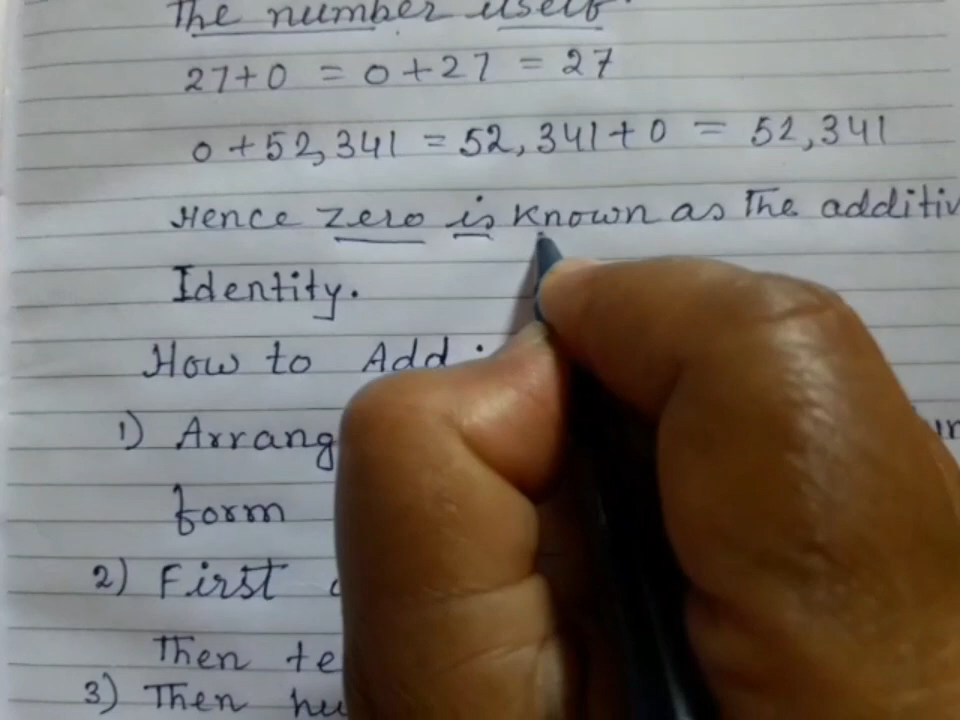 The number itself.
27+0 = 0+27 = 27
0 + 52,341 = 52,341+0 = 52,341
Hence zero is known as The additiv
Identity.
How to Add :
1) Arrang
form
2) First
Then te
3) Then hu